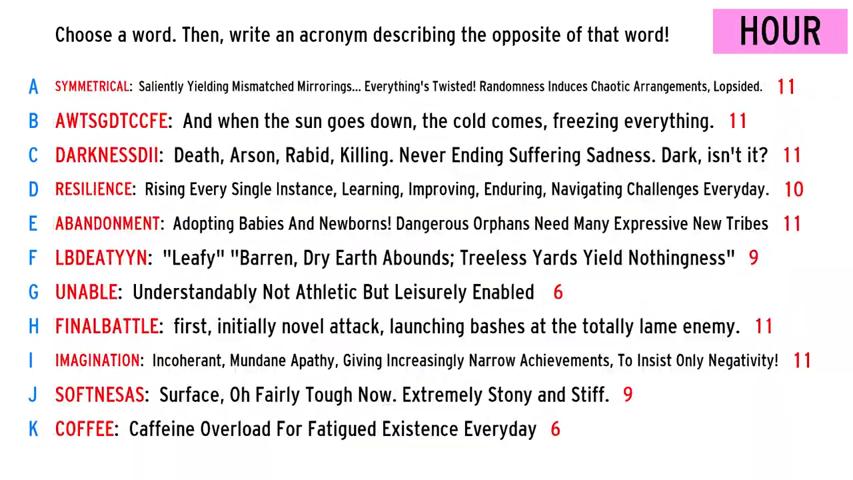 Choose a word. Then, write an acronym describing the opposite of that word!
HOUR
A SYMMETRICAL: Saliently Yielding Mismatched Mirrorings... Everything's Twisted! Randomness Induces Chaotic Arrangements, Lopsided. 11
B AWTSGDTCCFE: And when the sun goes down, the cold comes, freezing everything. 11
C DARKNESSDII: Death, Arson, Rabid, Killing. Never Ending Suffering Sadness. Dark, isn't it? 11
D RESILIENCE: Rising Every Single Instance, Learning, Improving, Enduring, Navigating Challenges Everyday. 10
E ABANDONMENT: Adopting Babies And Newborns! Dangerous Orphans Need Many Expressive New Tribes 11
F LBDEATYYN: "Leafy" "Barren, Dry Earth Abounds; Treeless Yards Yield Nothingness" 9
G UNABLE: Understandably Not Athletic But Leisurely Enabled 6
H FINALBATTLE: first, initially novel attack, launching bashes at the totally lame enemy. 11
I IMAGINATION: Incoherant, Mundane Apathy, Giving Increasingly Narrow Achievements, To Insist Only Negativity! 11
J SOFTNESAS: Surface, Oh Fairly Tough Now. Extremely Stony and Stiff. 9
K COFFEE: Caffeine Overload For Fatigued Existence Everyday 6